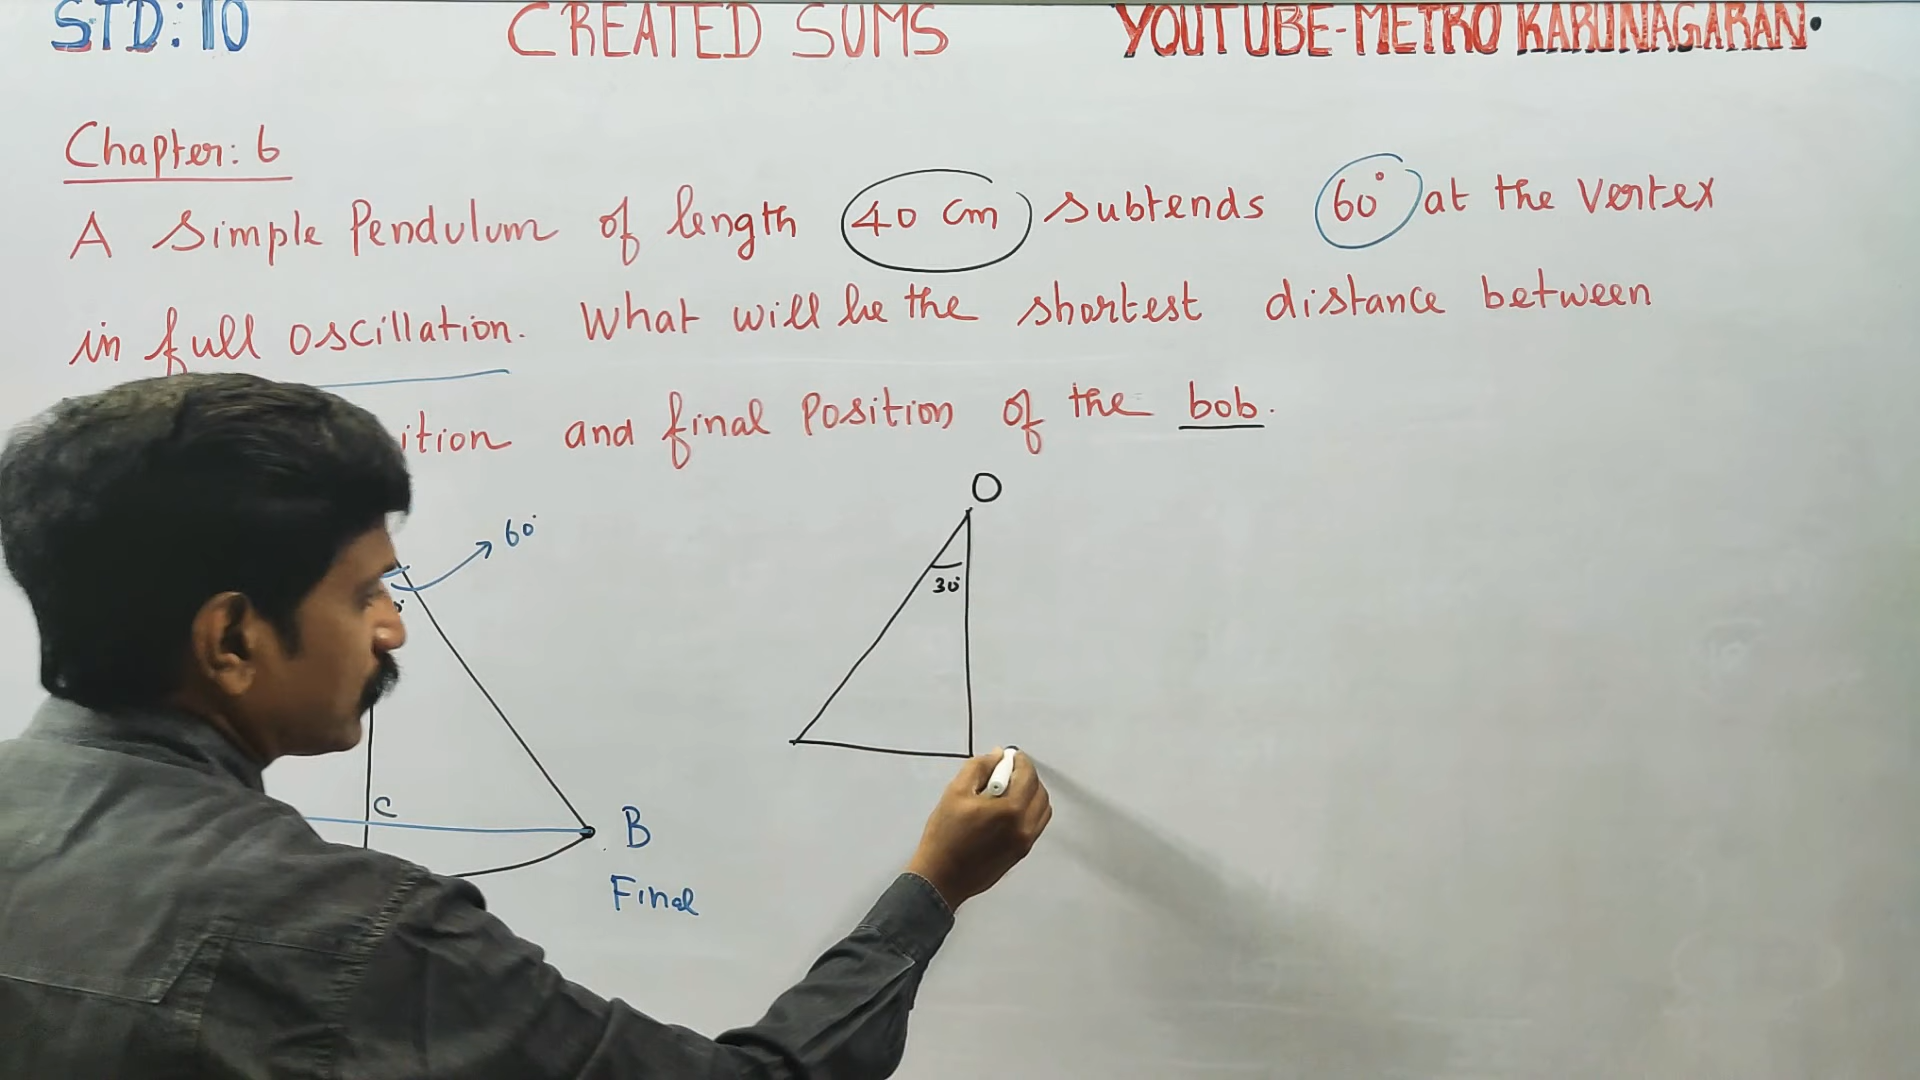 STD: 10 CREATED SUMS YOUTUBE-METRO KARUNAGARAN.
Chapter: 6
A Simple Pendulum of length 40 cm subtends 60° at the vertex
in full oscillation. What will be the shortest distance between
and final Position of the bob.
O
60°
30°
C
B
Final